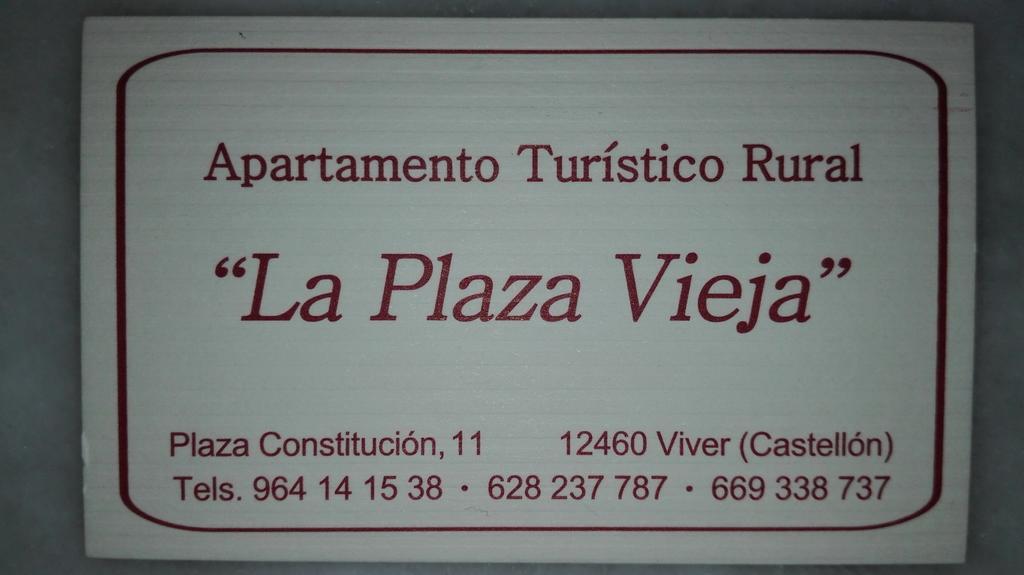 Apartamento Turístico Rural
“La Plaza Vieja”
Plaza Constitución, 11 12460 Viver (Castellón)
Tels. 964 14 15 38 · 628 237 787 · 669 338 737